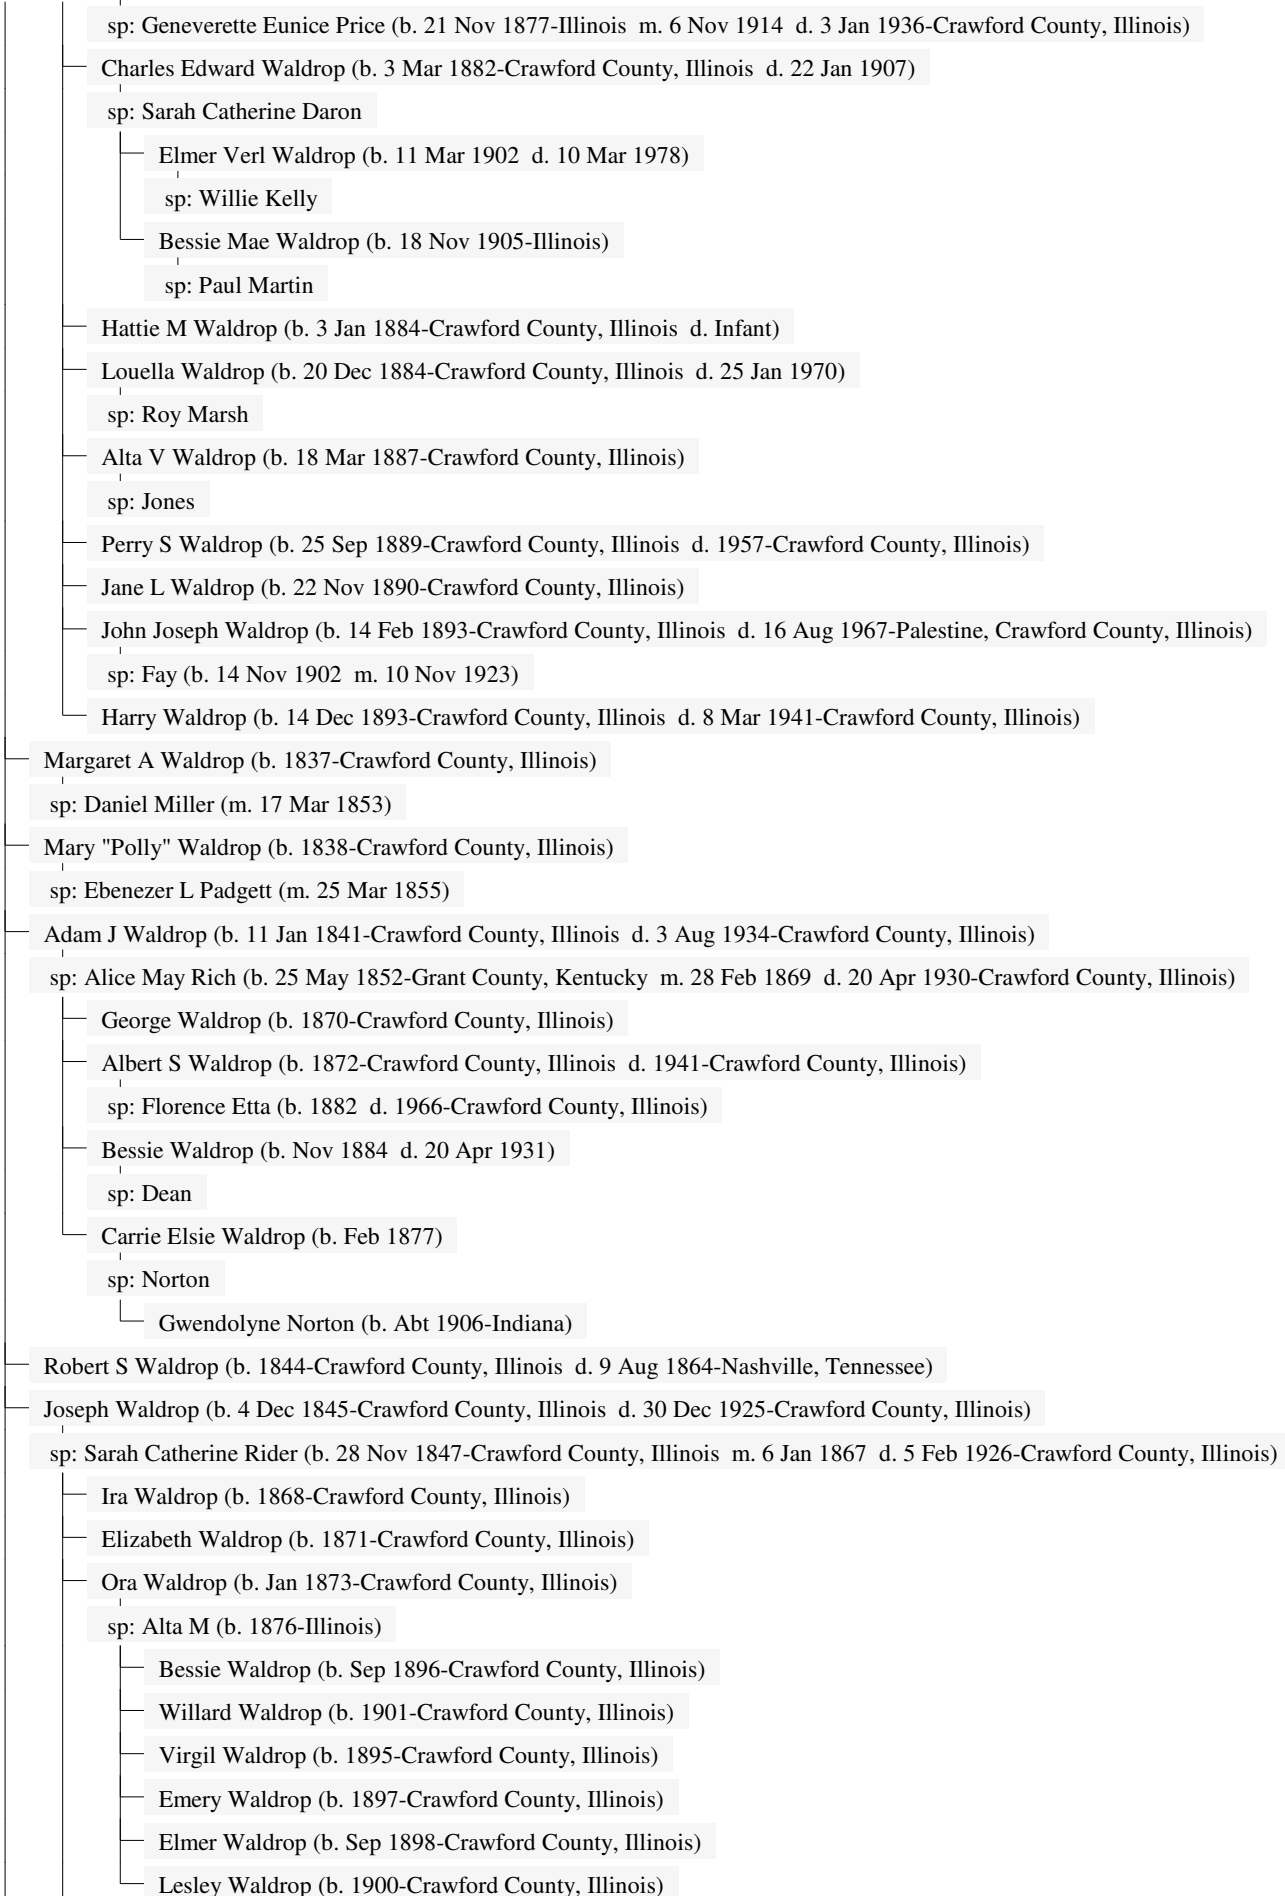 sp: Geneverette Eunice Price (b. 21 Nov 1877-Illinois m. 6 Nov 1914 d. 3 Jan 1936-Crawford County, Illinois)
Charles Edward Waldrop (b. 3 Mar 1882-Crawford County, Illinois d. 22 Jan 1907)
sp: Sarah Catherine Daron
Elmer Verl Waldrop (b. 11 Mar 1902 d. 10 Mar 1978)
sp: Willie Kelly
Bessie Mae Waldrop (b. 18 Nov 1905-Illinois)
sp: Paul Martin
Hattie M Waldrop (b. 3 Jan 1884-Crawford County, Illinois d. Infant)
Louella Waldrop (b. 20 Dec 1884-Crawford County, Illinois d. 25 Jan 1970)
sp: Roy Marsh
Alta V Waldrop (b. 18 Mar 1887-Crawford County, Illinois)
sp: Jones
Perry S Waldrop (b. 25 Sep 1889-Crawford County, Illinois d. 1957-Crawford County, Illinois)
Jane L Waldrop (b. 22 Nov 1890-Crawford County, Illinois)
John Joseph Waldrop (b. 14 Feb 1893-Crawford County, Illinois d. 16 Aug 1967-Palestine, Crawford County, Illinois)
sp: Fay (b. 14 Nov 1902 m. 10 Nov 1923)
Harry Waldrop (b. 14 Dec 1893-Crawford County, Illinois d. 8 Mar 1941-Crawford County, Illinois)
Margaret A Waldrop (b. 1837-Crawford County, Illinois)
sp: Daniel Miller (m. 17 Mar 1853)
Mary "Polly" Waldrop (b. 1838-Crawford County, Illinois)
sp: Ebenezer L Padgett (m. 25 Mar 1855)
Adam J Waldrop (b. 11 Jan 1841-Crawford County, Illinois d. 3 Aug 1934-Crawford County, Illinois)
sp: Alice May Rich (b. 25 May 1852-Grant County, Kentucky m. 28 Feb 1869 d. 20 Apr 1930-Crawford County, Illinois)
George Waldrop (b. 1870-Crawford County, Illinois)
Albert S Waldrop (b. 1872-Crawford County, Illinois d. 1941-Crawford County, Illinois)
sp: Florence Etta (b. 1882 d. 1966-Crawford County, Illinois)
Bessie Waldrop (b. Nov 1884 d. 20 Apr 1931)
sp: Dean
Carrie Elsie Waldrop (b. Feb 1877)
sp: Norton
Gwendolyne Norton (b. Abt 1906-Indiana)
Robert S Waldrop (b. 1844-Crawford County, Illinois d. 9 Aug 1864-Nashville, Tennessee)
Joseph Waldrop (b. 4 Dec 1845-Crawford County, Illinois d. 30 Dec 1925-Crawford County, Illinois)
sp: Sarah Catherine Rider (b. 28 Nov 1847-Crawford County, Illinois m. 6 Jan 1867 d. 5 Feb 1926-Crawford County, Illinois)
Ira Waldrop (b. 1868-Crawford County, Illinois)
Elizabeth Waldrop (b. 1871-Crawford County, Illinois)
Ora Waldrop (b. Jan 1873-Crawford County, Illinois)
sp: Alta M (b. 1876-Illinois)
Bessie Waldrop (b. Sep 1896-Crawford County, Illinois)
Willard Waldrop (b. 1901-Crawford County, Illinois)
Virgil Waldrop (b. 1895-Crawford County, Illinois)
Emery Waldrop (b. 1897-Crawford County, Illinois)
Elmer Waldrop (b. Sep 1898-Crawford County, Illinois)
Lesley Waldrop (b. 1900-Crawford County, Illinois)